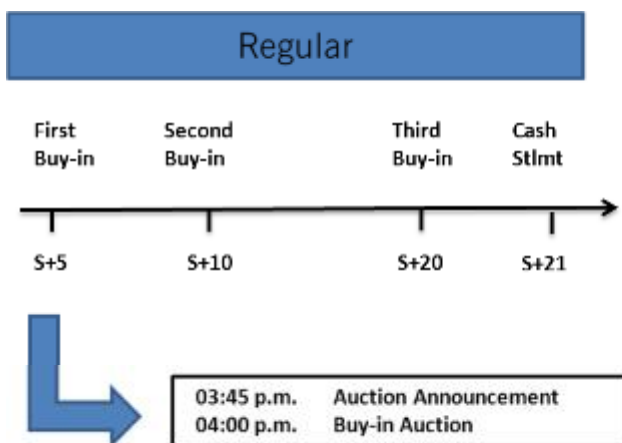 Regular
First Second Third Cash
Buy-in Buy-in Buy-in Stlmt
S+5 S+10 S+20 S+21
03:45 p.m. Auction Announcement
04:00 p.m. Buy-in Auction